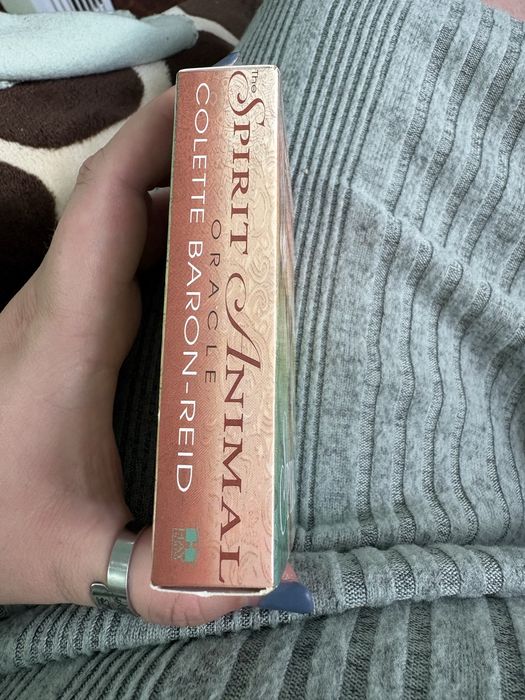 The
SPIRIT ANIMAL
ORACLE
COLETTE BARON-REID